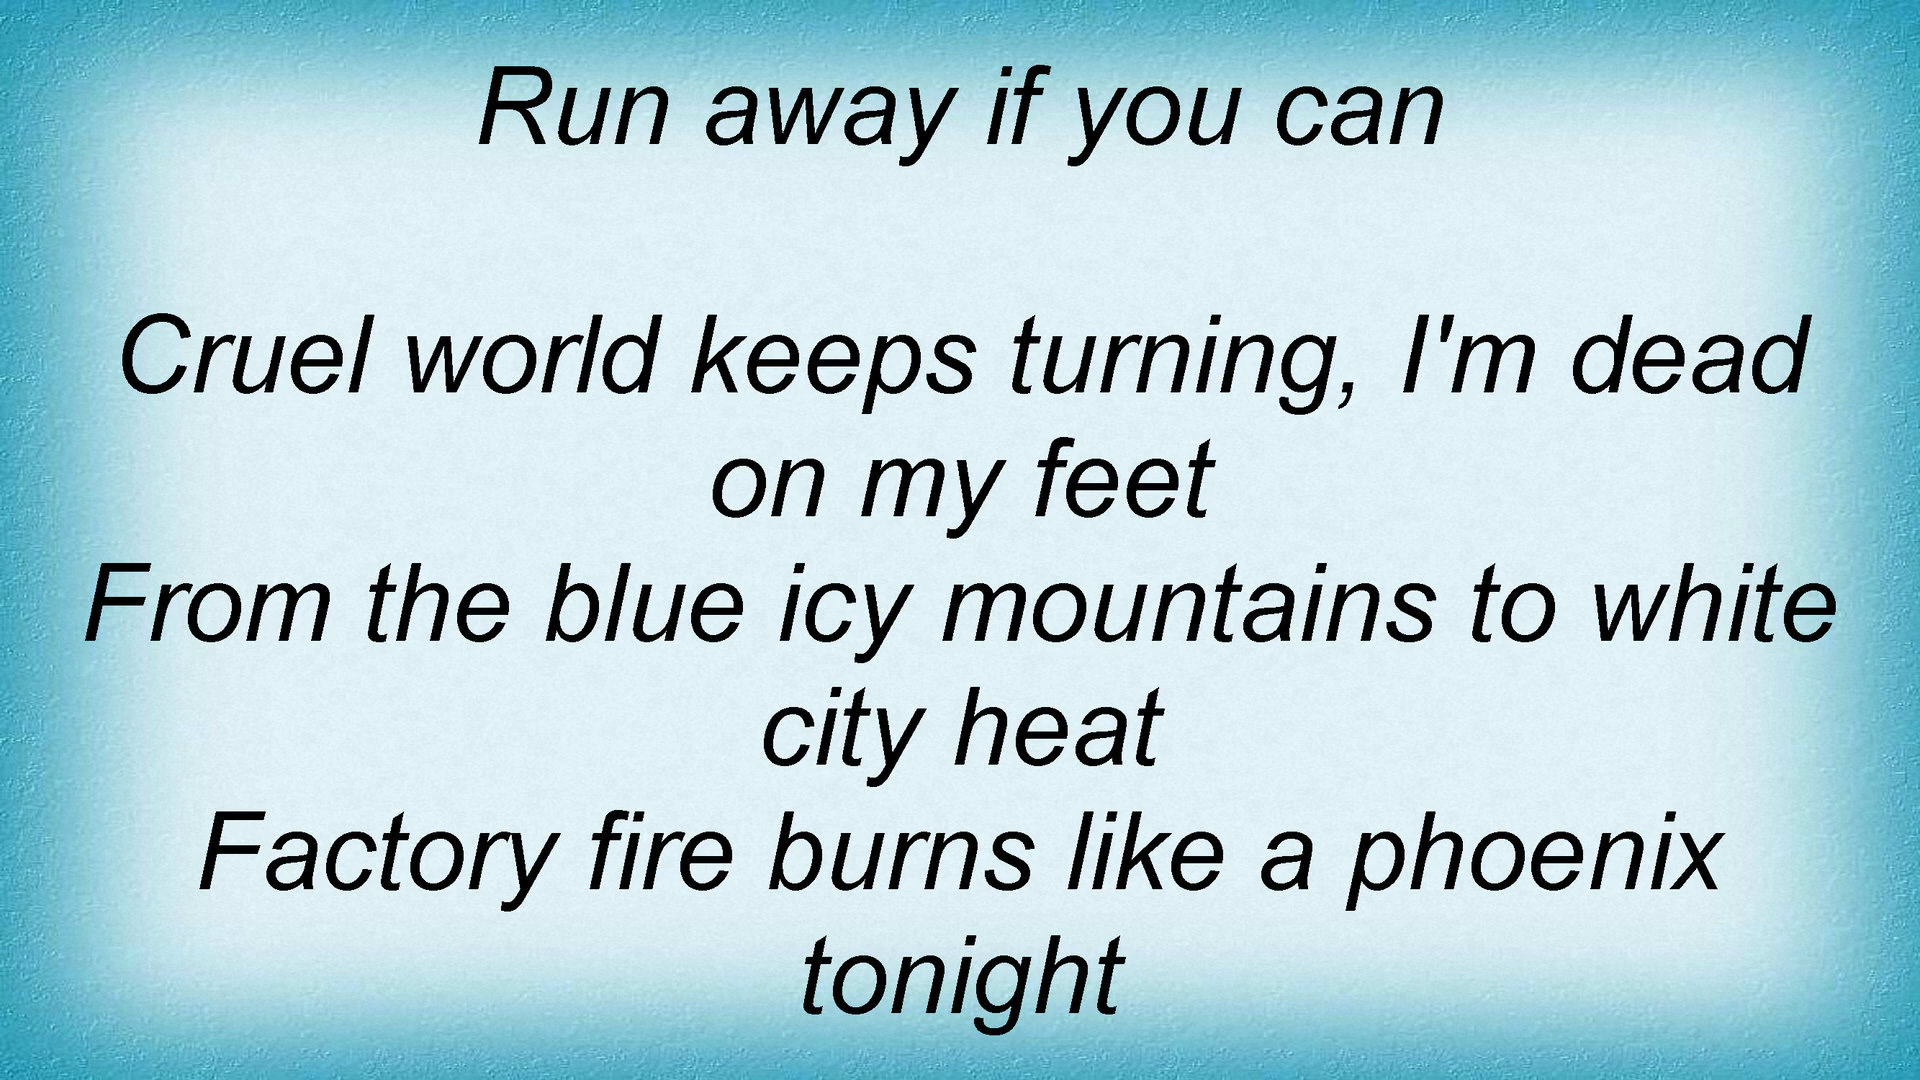 Run away if you can
Cruel world keeps turning, I'm dead
on my feet
From the blue icy mountains to white
city heat
Factory fire burns like a phoenix
tonight